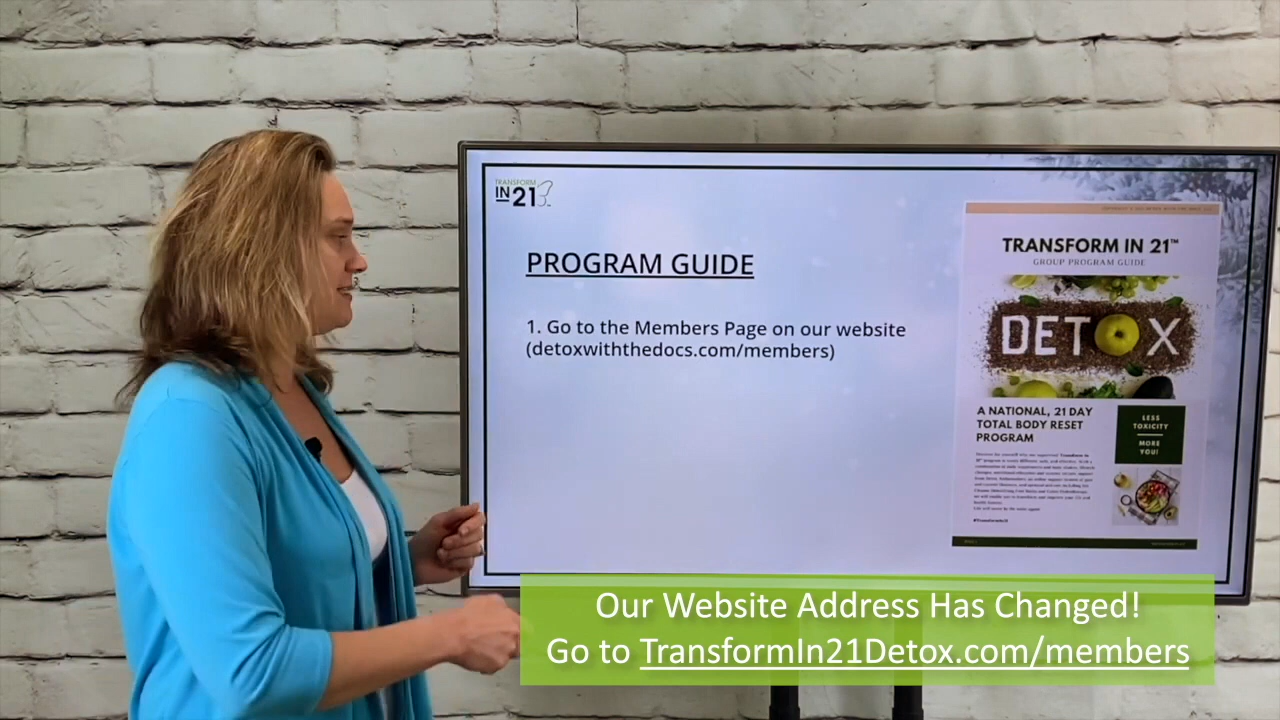 TRANSFORM
IN 21
PROGRAM GUIDE
1. Go to the Members Page on our website
(detoxwiththedocs.com/members)
TRANSFORM IN 21™
GROUP PROGRAM GUIDE
DETOX
A NATIONAL, 21 DAY
TOTAL BODY RESET
PROGRAM
LESS
TOXICITY
MORE
YOU!
#TransformIn21
Our Website Address Has Changed!
Go to TransformIn21Detox.com/members